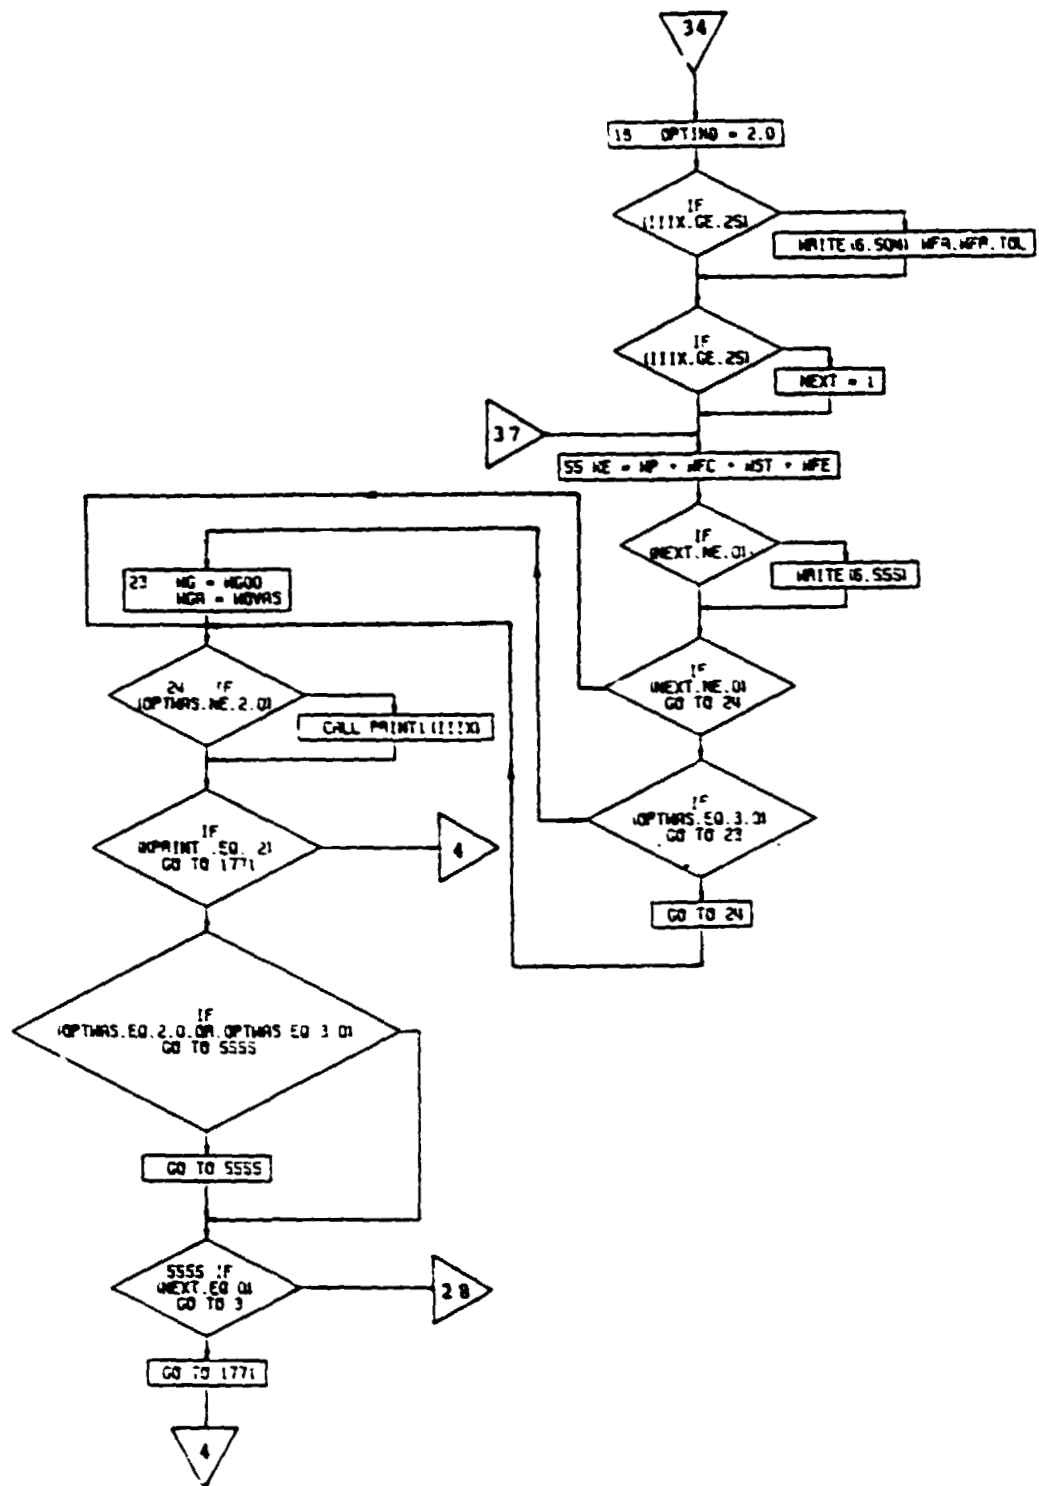 34
15 OPTIND = 2.0
IF
(IIIX.GE.25)
WRITE(6,504) WFA,WFR,TOL
IF
(IIIX.GE.25)
NEXT = 1
37
55 WE = WP + WFC + WST + WFE
IF
(NEXT.NE.0)
WRITE(6,555)
23 WG = WGOO
WGA =
IF
(NEXT.NE.0)
GO TO 24
24 IF
(OPTWAS.NE.2.0)
CALL PRINT1(IIIX)
IF
(OPTWAS.EQ.3.0)
GO TO 23
IF
(KPRINT .EQ. 2)
GO TO 1771
4
GO TO 24
IF
(OPTWAS.EQ.2.0.OR.OPTWAS.EQ.3.0)
GO TO 5555
GO TO 5555
5555 IF
(NEXT.EQ.0)
GO TO 3
28
GO TO 1771
4